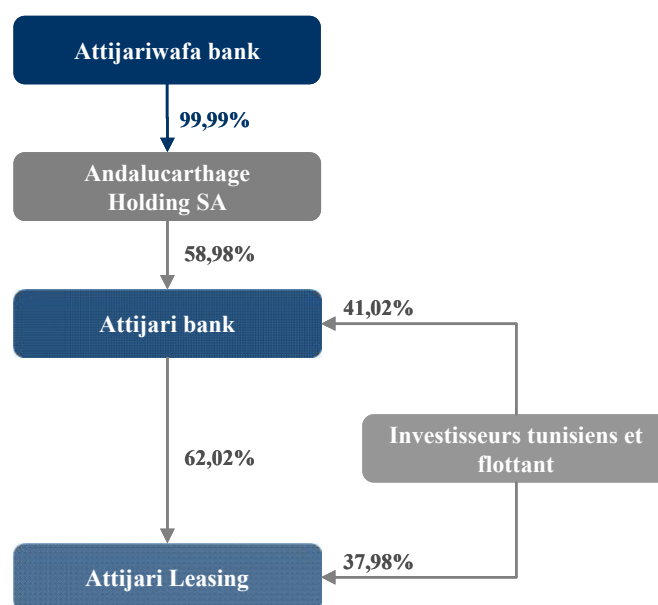 Attijariwafa bank
99,99%
Andalucarthage
Holding SA
58,98%
Attijari bank
41,02%
Investisseurs tunisiens et
flottant
62,02%
Attijari Leasing
37,98%